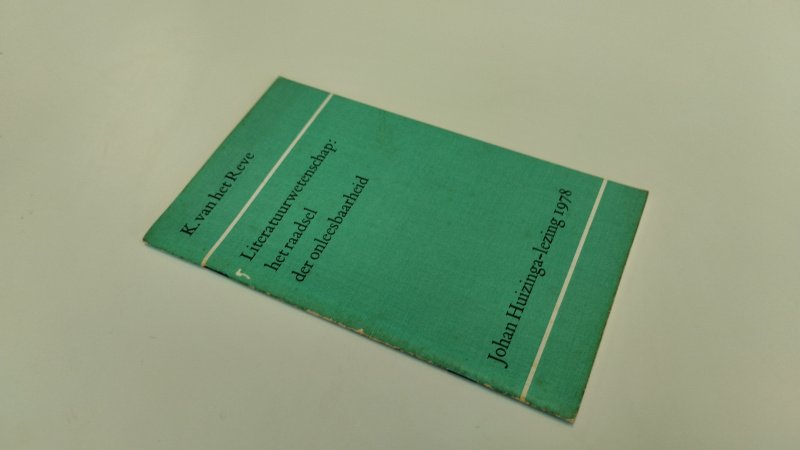 K. van het Reve
Literatuurwetenschap:
het raadsel
der onleesbaarheid
Johan Huizinga-lezing 1978